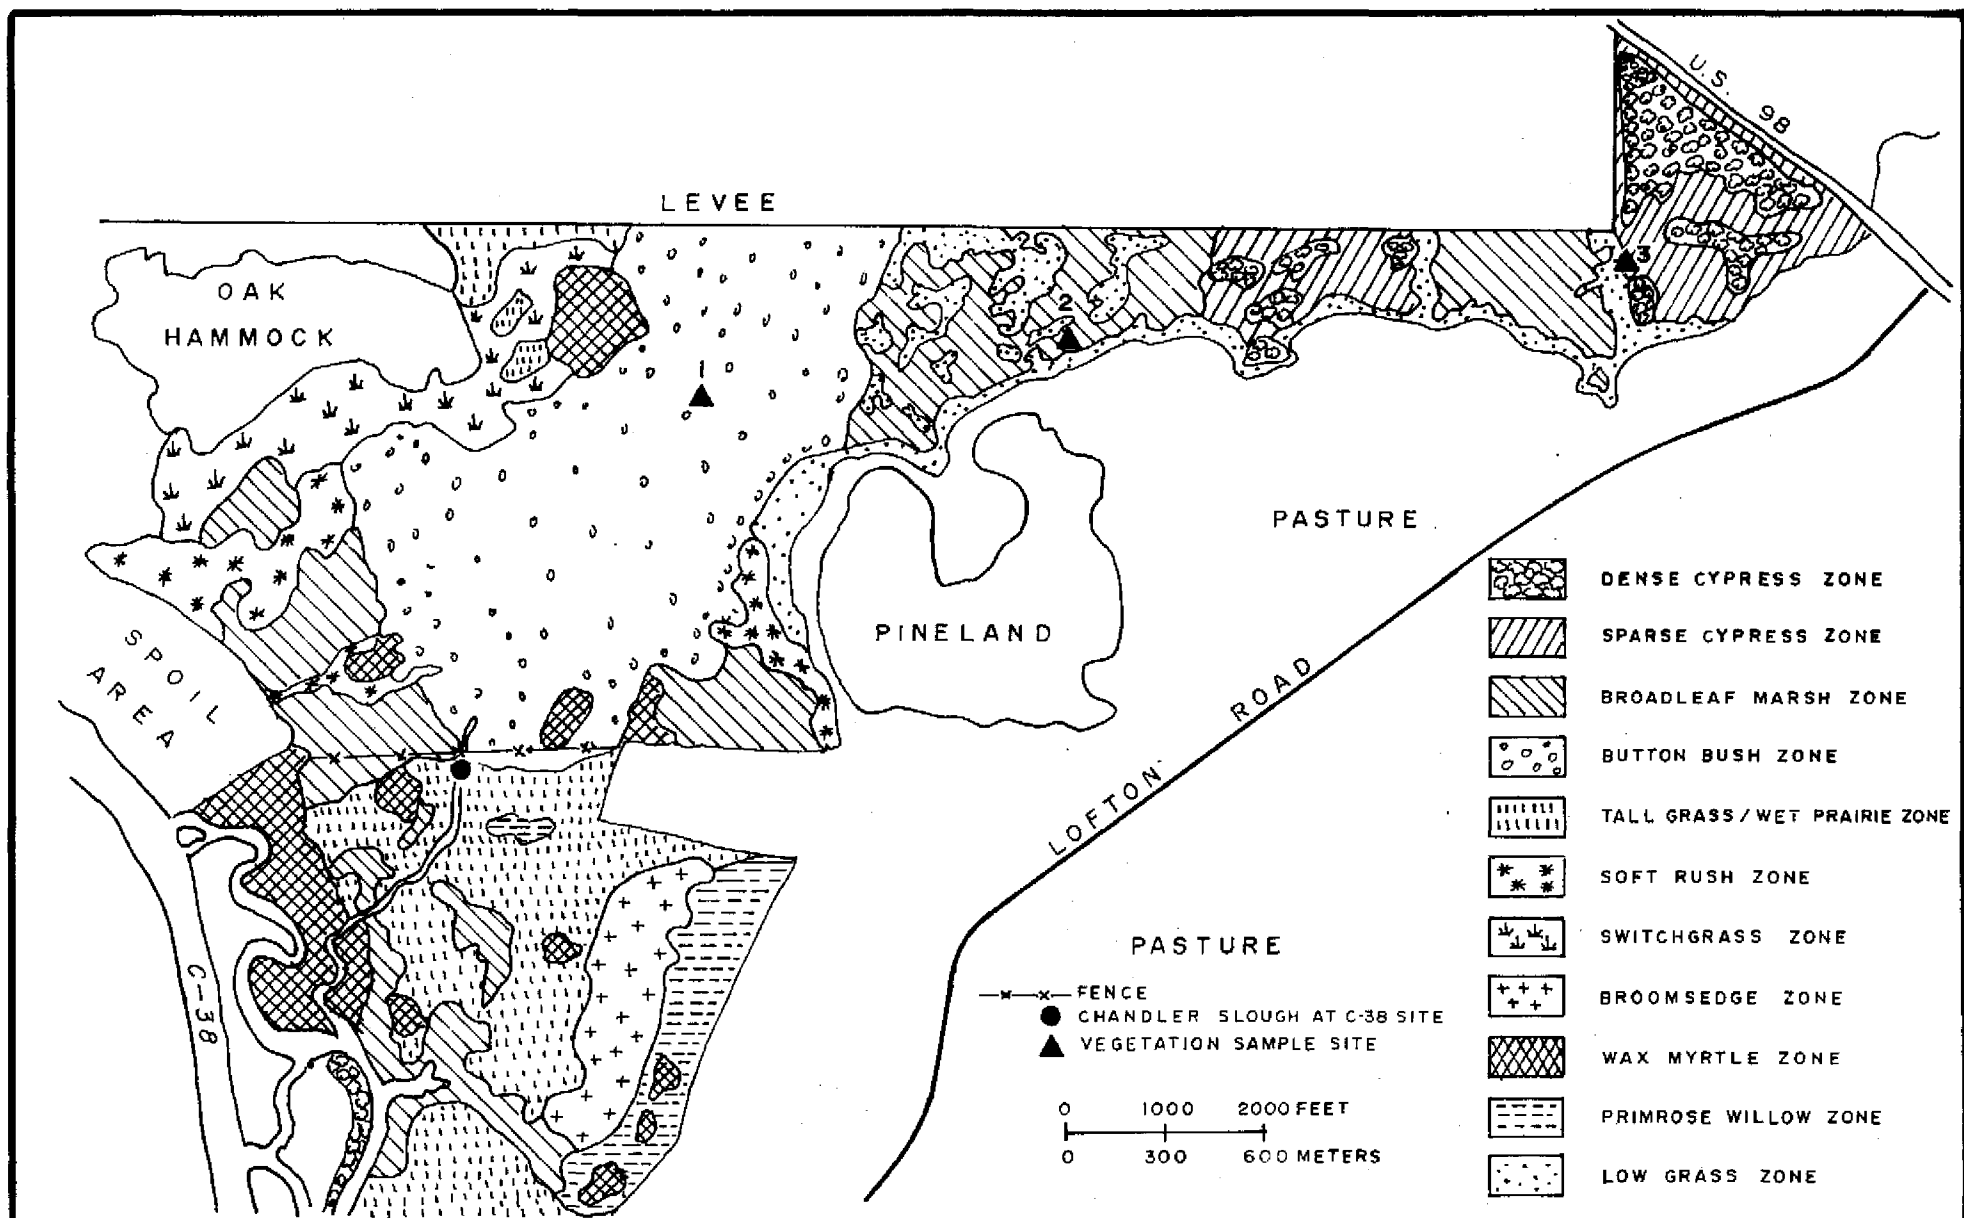 U.S. 98
LEVEE
OAK
HAMMOCK
1
2
3
PASTURE
PINELAND
SPOIL
AREA
LOFTON ROAD
C-38
PASTURE
FENCE
CHANDLER SLOUGH AT C-38 SITE
VEGETATION SAMPLE SITE
0 1000 2000 FEET
0 300 600 METERS
DENSE CYPRESS ZONE
SPARSE CYPRESS ZONE
BROADLEAF MARSH ZONE
BUTTON BUSH ZONE
TALL GRASS/WET PRAIRIE ZONE
SOFT RUSH ZONE
SWITCHGRASS ZONE
BROOMSEDGE ZONE
WAX MYRTLE ZONE
PRIMROSE WILLOW ZONE
LOW GRASS ZONE